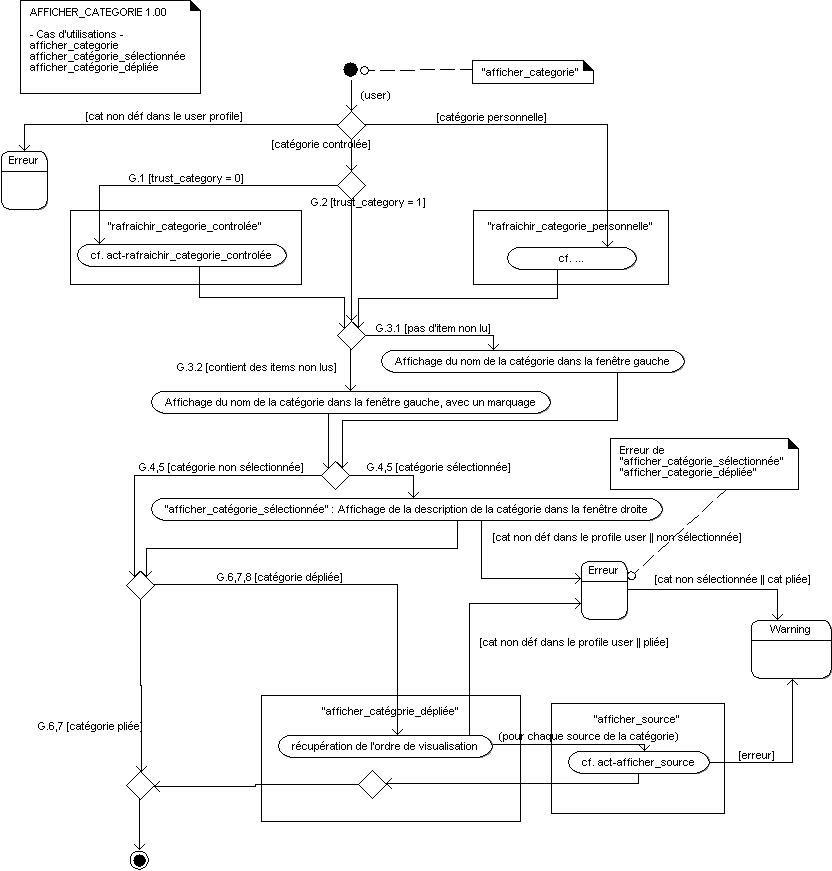 AFFICHER_CATEGORIE 1.00
- Cas d'utilisations -
afficher_categorie
afficher_catégorie_sélectionnée
afficher_catégorie_dépliée
"afficher_categorie"
(user)
[cat non déf dans le user profile]
[catégorie personnelle]
[catégorie controlée]
Erreur
G.1 [trust_category = 0]
G.2 [trust_category = 1]
"rafraichir_categorie_controlée"
"rafraichir_categorie_personnelle"
cf. act-rafraichir_categorie_controlée
cf. ...
G.3.1 [pas d'item non lu]
G.3.2 [contient des items non lus]
Affichage du nom de la catégorie dans la fenêtre gauche
Affichage du nom de la catégorie dans la fenêtre gauche, avec un marquage
Erreur de
"afficher_catégorie_sélectionnée"
"afficher_catégorie_dépliée"
G.4,5 [catégorie non sélectionnée]
G.4,5 [catégorie sélectionnée]
"afficher_catégorie_sélectionnée" : Affichage de la description de la catégorie dans la fenêtre droite
[cat non déf dans le profile user || non sélectionnée]
Erreur
G.6,7,8 [catégorie dépliée]
[cat non sélectionnée || cat pliée]
Warning
[cat non déf dans le profile user || pliée]
G.6,7 [catégorie pliée]
"afficher_catégorie_dépliée"
"afficher_source"
(pour chaque source de la catégorie)
récupération de l'ordre de visualisation
[erreur]
cf. act-afficher_source